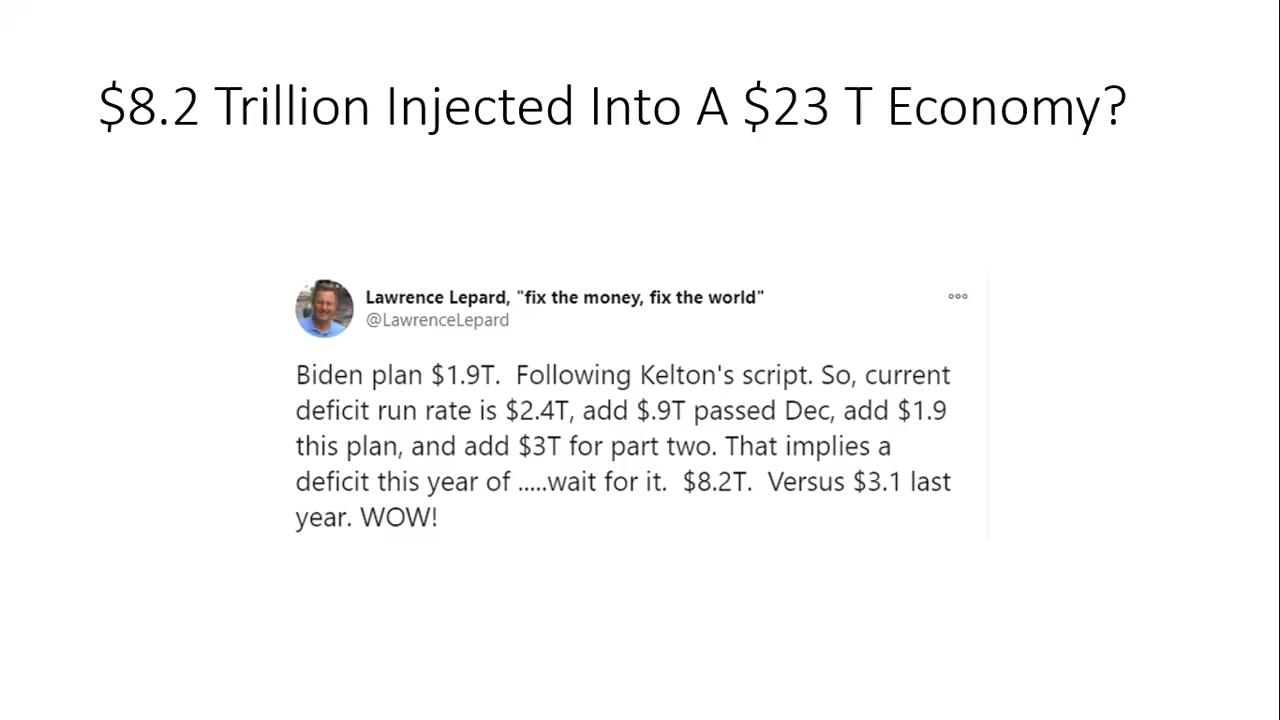 $8.2 Trillion Injected Into A $23 T Economy?
Lawrence Lepard, "fix the money, fix the world"
@LawrenceLepard
Biden plan $1.9T.  Following Kelton's script. So, current
deficit run rate is $2.4T, add $.9T passed Dec, add $1.9
this plan, and add $3T for part two. That implies a
deficit this year of .....wait for it.  $8.2T.  Versus $3.1 last
year. WOW!